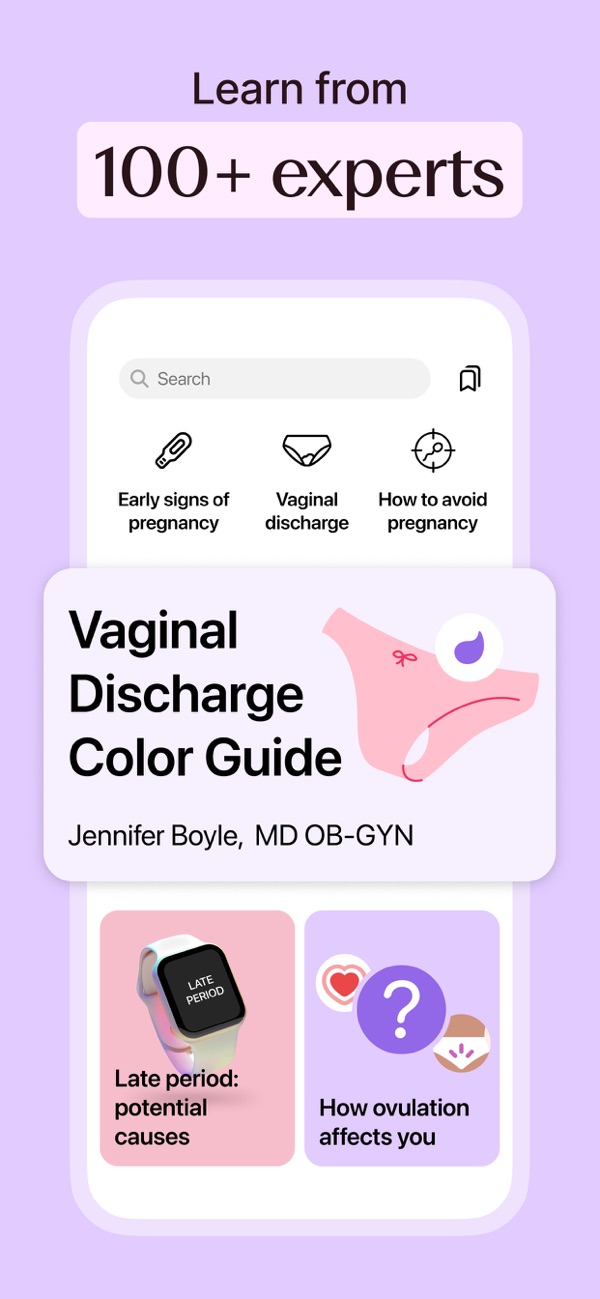 Learn from
100+ experts
Search
Early signs of
pregnancy
Vaginal
discharge
How to avoid
pregnancy
Vaginal
Discharge
Color Guide
Jennifer Boyle, MD OB-GYN
LATE
PERIOD
Late period:
potential
causes
?
How ovulation
affects you